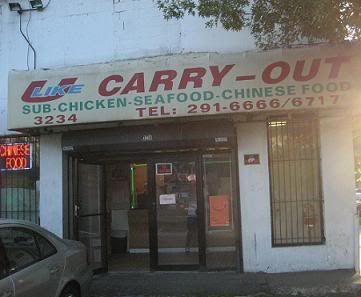 U LIKE CARRY-OUT
SUB-CHICKEN-SEAFOOD-CHINESE FOOD
3234 TEL: 291-6666/6717
CHINESE
FOOD